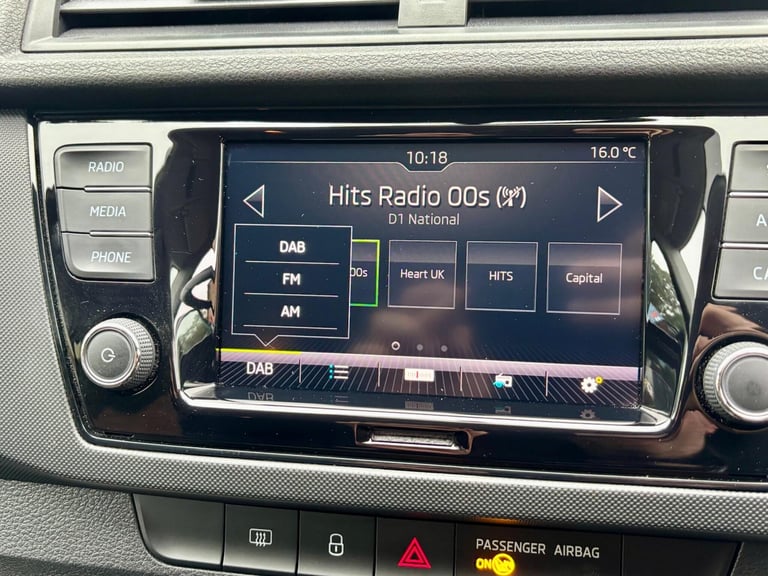 10:18
16.0 °C
RADIO
MEDIA
PHONE
Hits Radio 00s
D1 National
DAB
FM
AM
00s
Heart UK
HITS
Capital
DAB
PASSENGER AIRBAG
ON